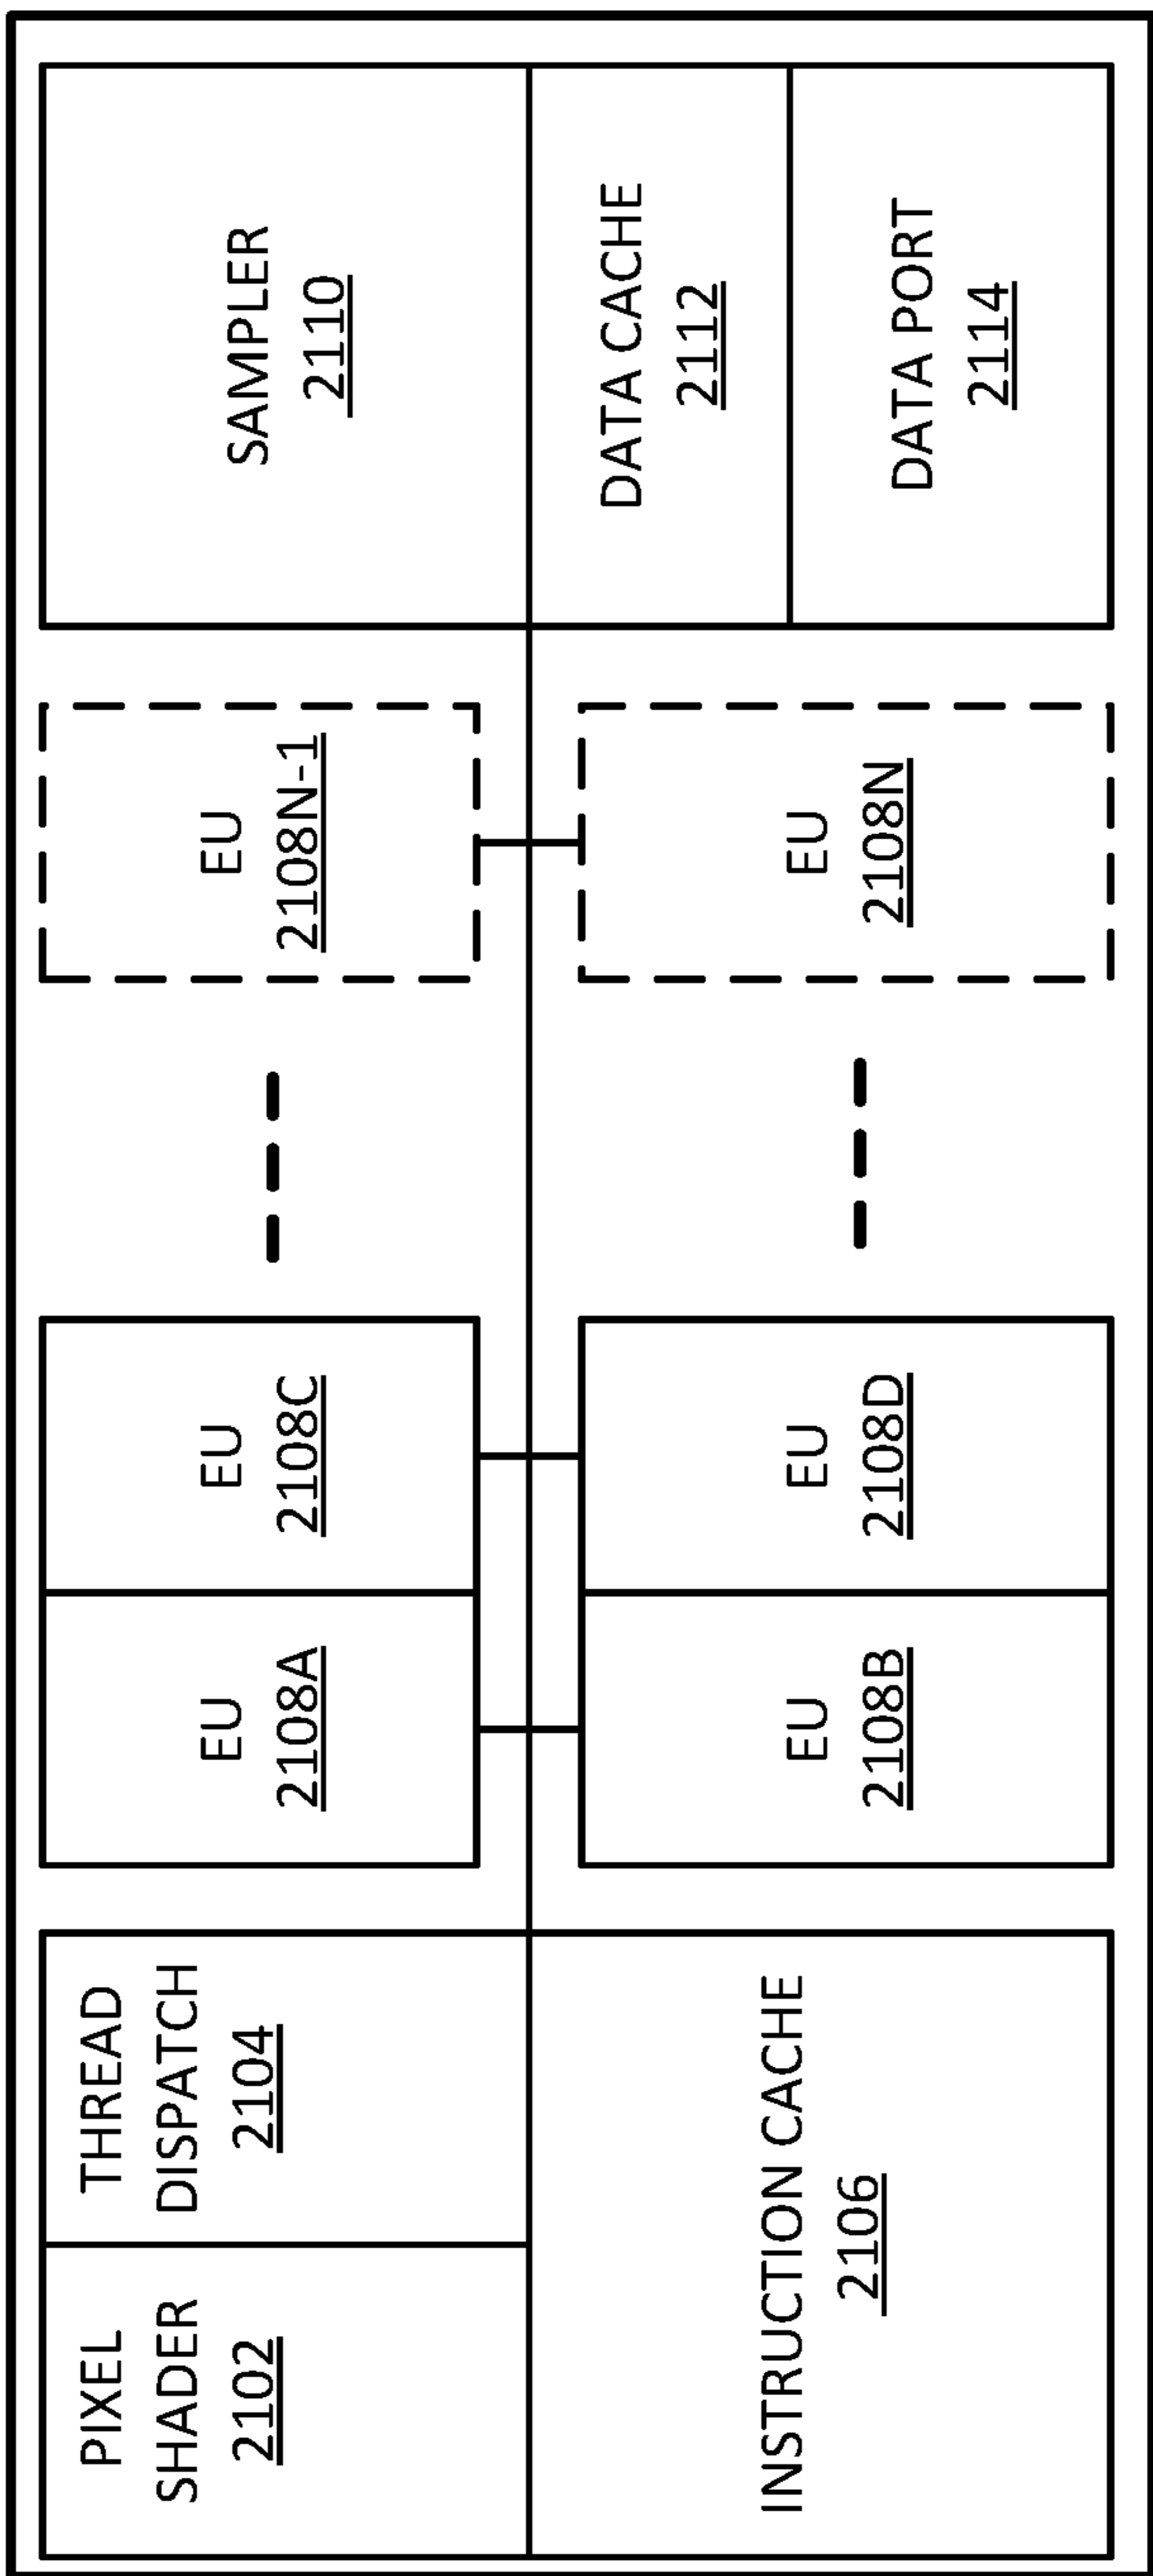 PIXEL
SHADER
2102
THREAD
DISPATCH
2104
INSTRUCTION CACHE
2106
EU
2108A
EU
2108C
EU
2108B
EU
2108D
EU
2108N-1
EU
2108N
SAMPLER
2110
DATA CACHE
2112
DATA PORT
2114